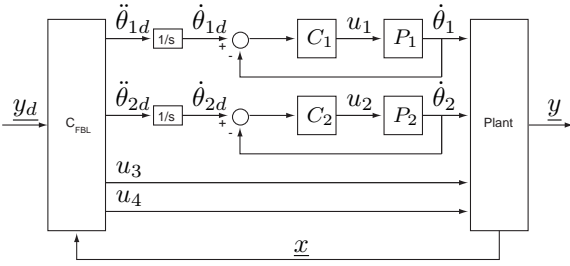 θ̈₁d θ̇₁d u₁ θ̇₁
1/s + - C₁ P₁
θ̈₂d θ̇₂d u₂ θ̇₂
y_d C_FBL 1/s + - C₂ P₂ Plant y
u₃
u₄
x